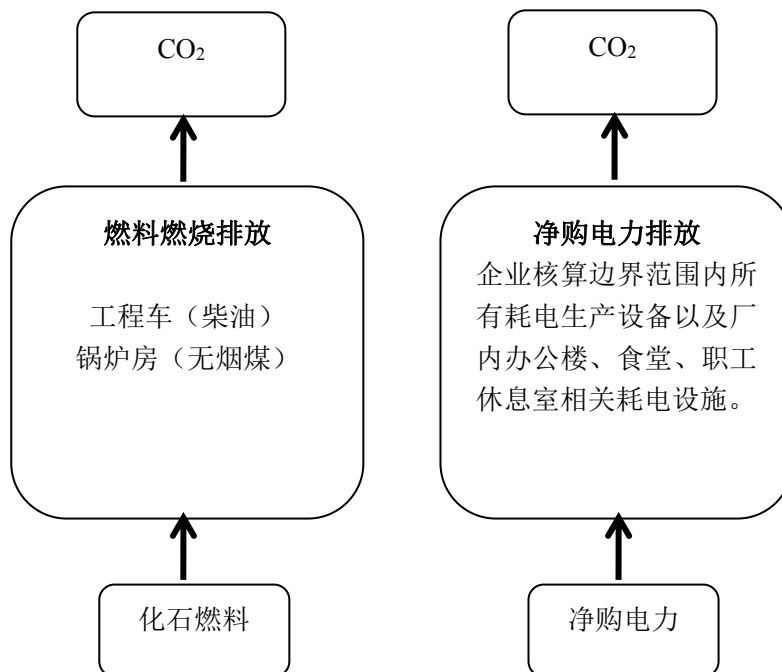 CO₂
燃料燃烧排放
工程车（柴油）
锅炉房（无烟煤）
化石燃料
CO₂
净购电力排放
企业核算边界范围内所
有耗电生产设备以及厂
内办公楼、食堂、职工
休息室相关耗电设施。
净购电力